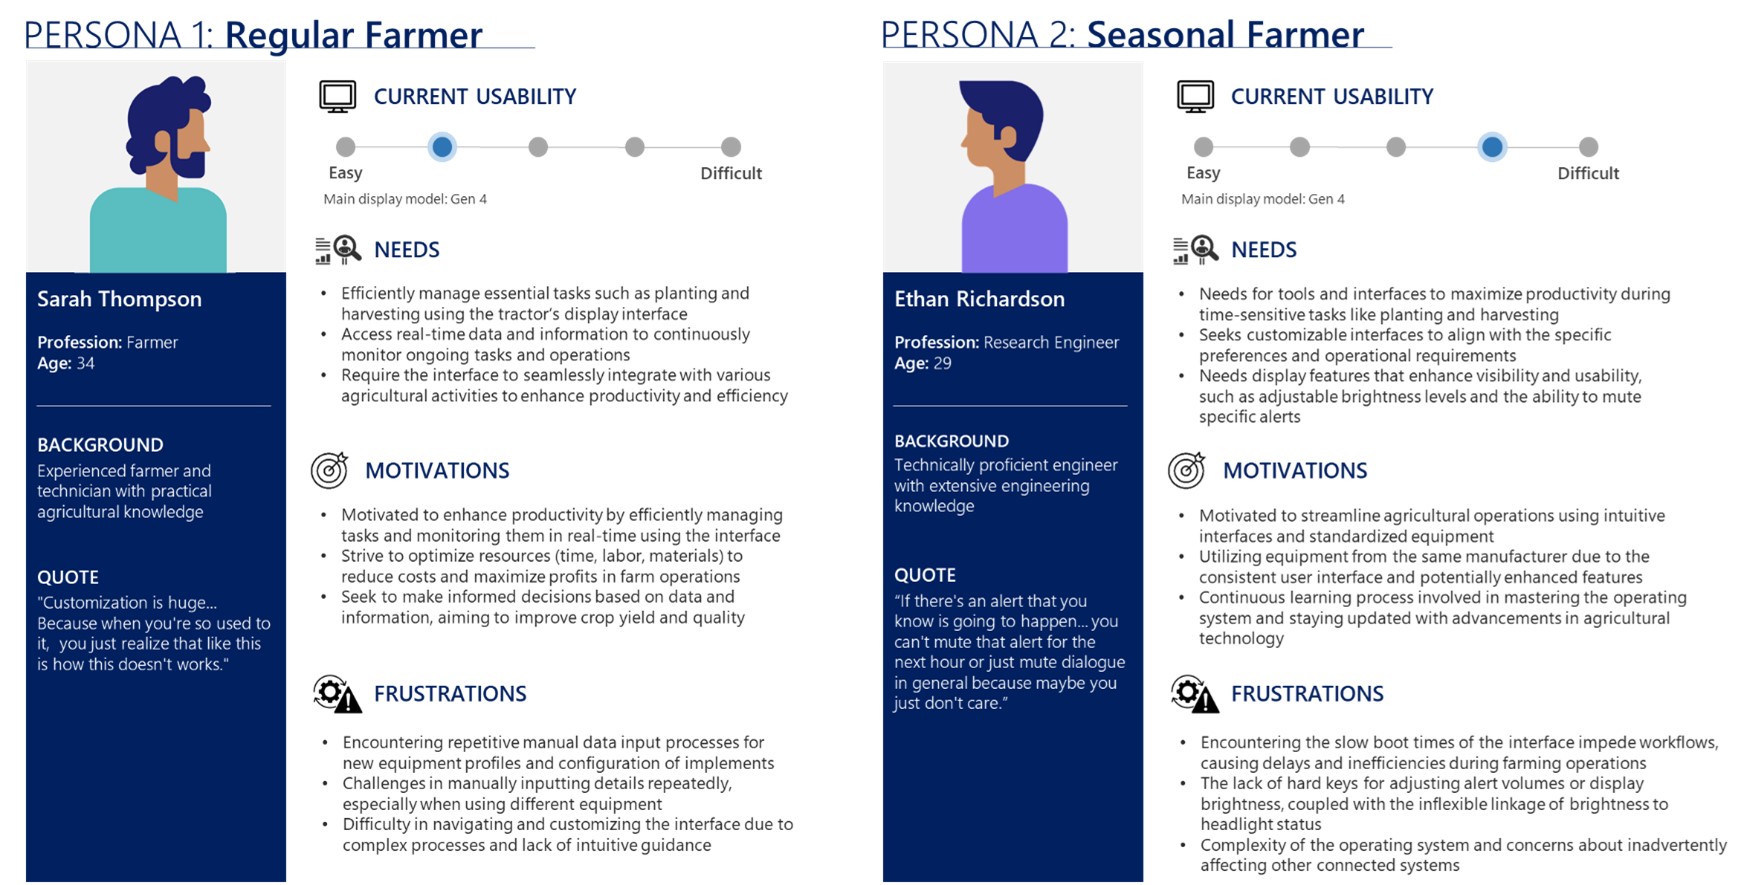 PERSONA 1: Regular Farmer
Sarah Thompson
Profession: Farmer
Age: 34
BACKGROUND
Experienced farmer and
technician with practical
agricultural knowledge
QUOTE
"Customization is huge...
Because when you're so used to
it, you just realize that like this
is how this doesn't works."
CURRENT USABILITY
Easy
Difficult
Main display model: Gen 4
NEEDS
• Efficiently manage essential tasks such as planting and
harvesting using the tractor's display interface
• Access real-time data and information to continuously
monitor ongoing tasks and operations
• Require the interface to seamlessly integrate with various
agricultural activities to enhance productivity and efficiency
MOTIVATIONS
• Motivated to enhance productivity by efficiently managing
tasks and monitoring them in real-time using the interface
• Strive to optimize resources (time, labor, materials) to
reduce costs and maximize profits in farm operations
• Seek to make informed decisions based on data and
information, aiming to improve crop yield and quality
FRUSTRATIONS
• Encountering repetitive manual data input processes for
new equipment profiles and configuration of implements
• Challenges in manually inputting details repeatedly,
especially when using different equipment
• Difficulty in navigating and customizing the interface due to
complex processes and lack of intuitive guidance
PERSONA 2: Seasonal Farmer
Ethan Richardson
Profession: Research Engineer
Age: 29
BACKGROUND
Technically proficient engineer
with extensive engineering
knowledge
QUOTE
“If there's an alert that you
know is going to happen... you
can't mute that alert for the
next hour or just mute dialogue
in general because maybe you
just don't care.”
CURRENT USABILITY
Easy
Difficult
Main display model: Gen 4
NEEDS
• Needs for tools and interfaces to maximize productivity during
time-sensitive tasks like planting and harvesting
• Seeks customizable interfaces to align with the specific
preferences and operational requirements
• Needs display features that enhance visibility and usability,
such as adjustable brightness levels and the ability to mute
specific alerts
MOTIVATIONS
• Motivated to streamline agricultural operations using intuitive
interfaces and standardized equipment
• Utilizing equipment from the same manufacturer due to the
consistent user interface and potentially enhanced features
• Continuous learning process involved in mastering the operating
system and staying updated with advancements in agricultural
technology
FRUSTRATIONS
• Encountering the slow boot times of the interface impede workflows,
causing delays and inefficiencies during farming operations
• The lack of hard keys for adjusting alert volumes or display
brightness, coupled with the inflexible linkage of brightness to
headlight status
• Complexity of the operating system and concerns about inadvertently
affecting other connected systems